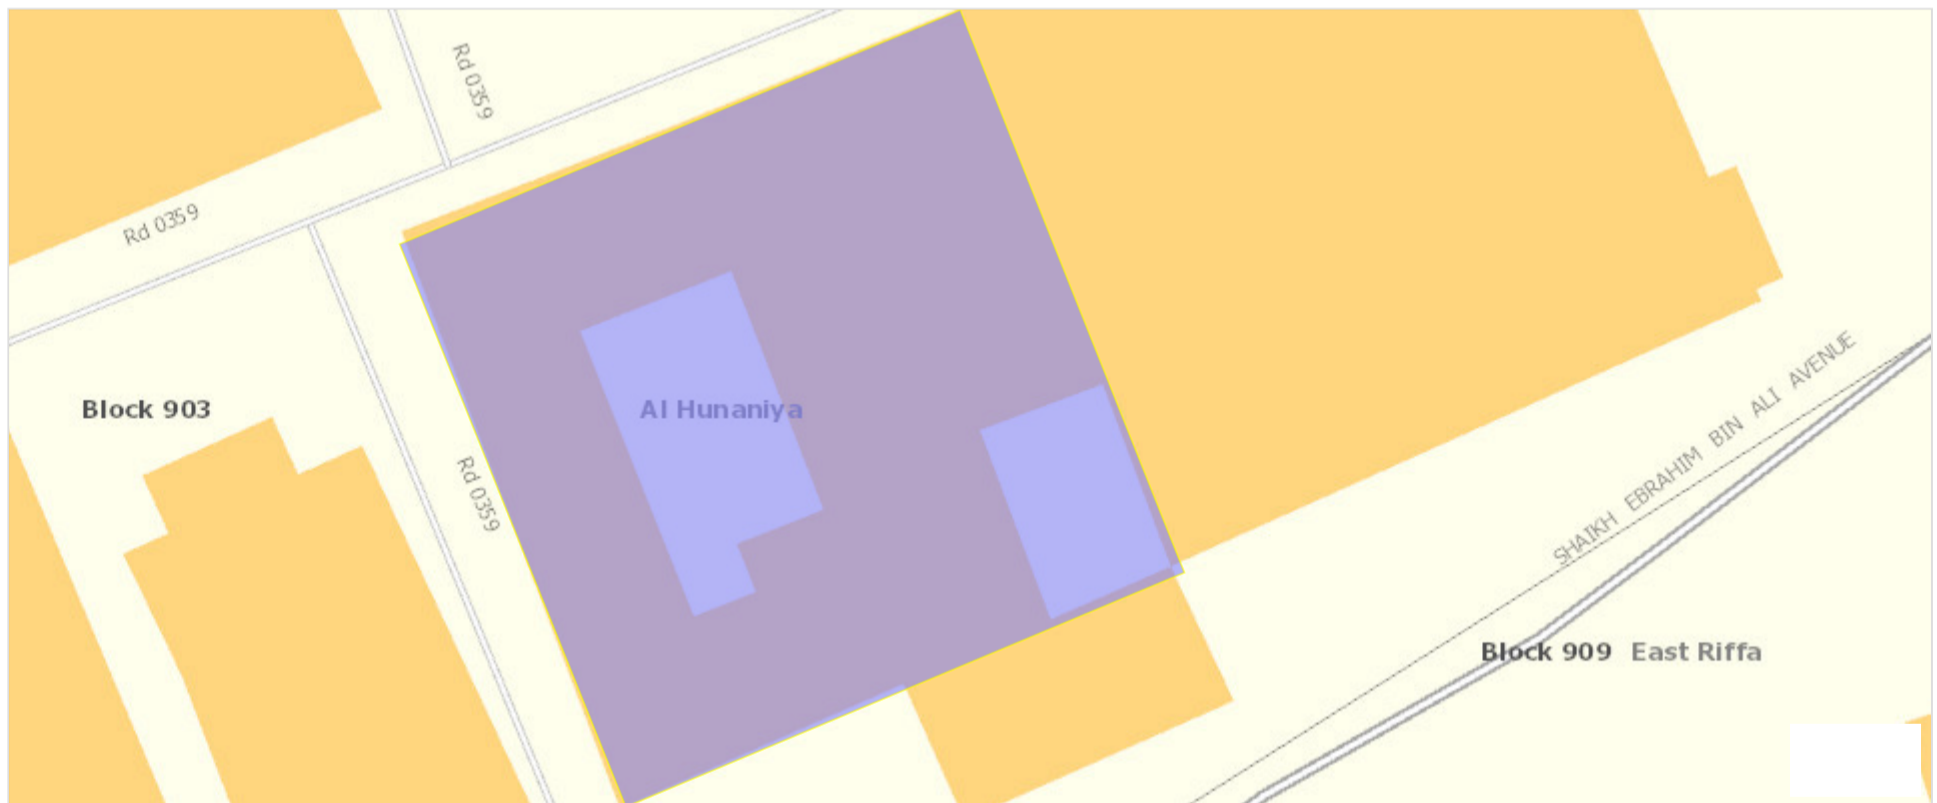 Rd 0359
Rd 0359
SHAIKH EBRAHIM BIN ALI AVENUE
Block 903
Al Hunaniya
Rd 0359
Block 909 East Riffa